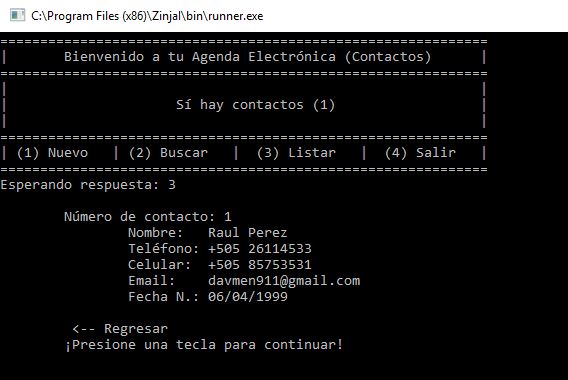 C:\Program Files (x86)\Zinjal\bin\runner.exe
============================================================
|       Bienvenido a tu Agenda Electrónica (Contactos)      |
============================================================
|                                                           |
|                     Sí hay contactos (1)                  |
|                                                           |
============================================================
| (1) Nuevo   | (2) Buscar   |  (3) Listar   |  (4) Salir   |
============================================================
Esperando respuesta: 3
Número de contacto: 1
Nombre:   Raul Perez
Teléfono: +505 26114533
Celular:  +505 85753531
Email:    davmen911@gmail.com
Fecha N.: 06/04/1999
<-- Regresar
¡Presione una tecla para continuar!